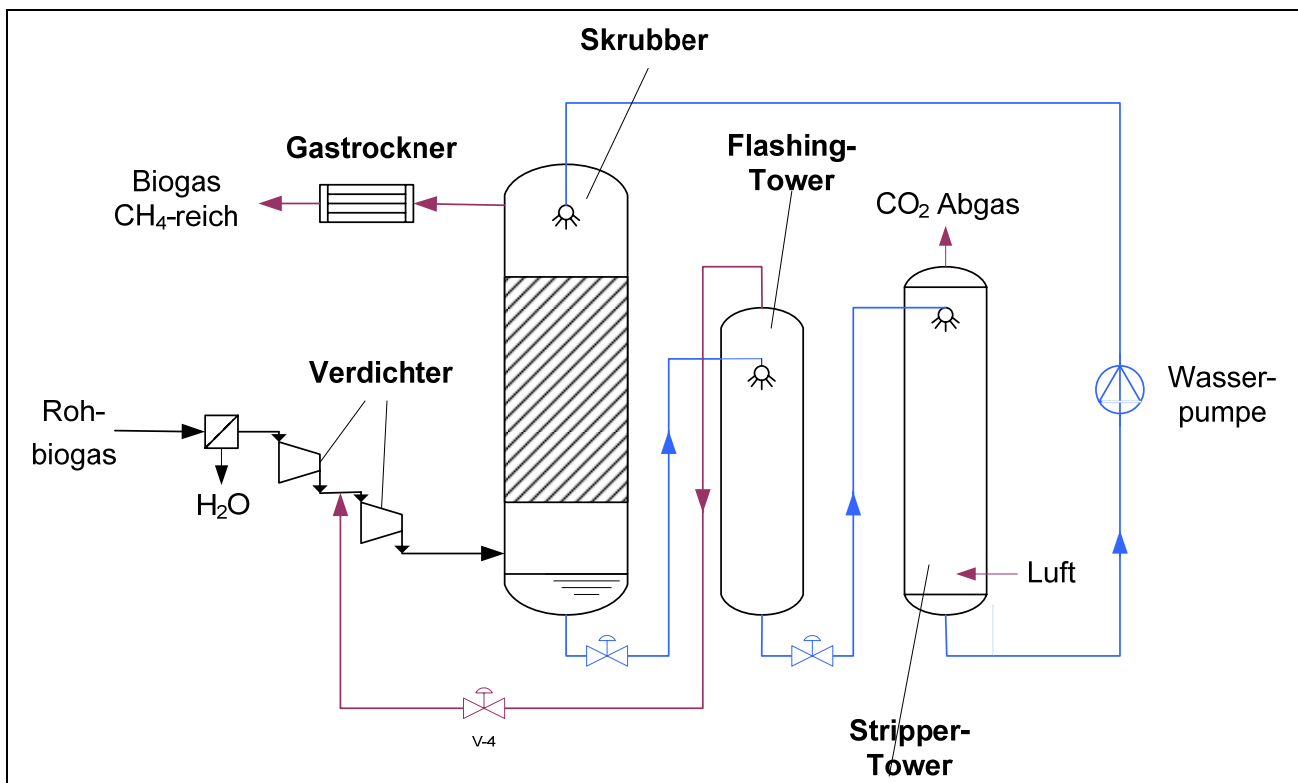 Skrubber
Gastrockner
Flashing-
Tower
Biogas
CH₄-reich
CO₂ Abgas
Verdichter
Wasser-
pumpe
Roh-
biogas
H₂O
Luft
Stripper-
Tower
V-4